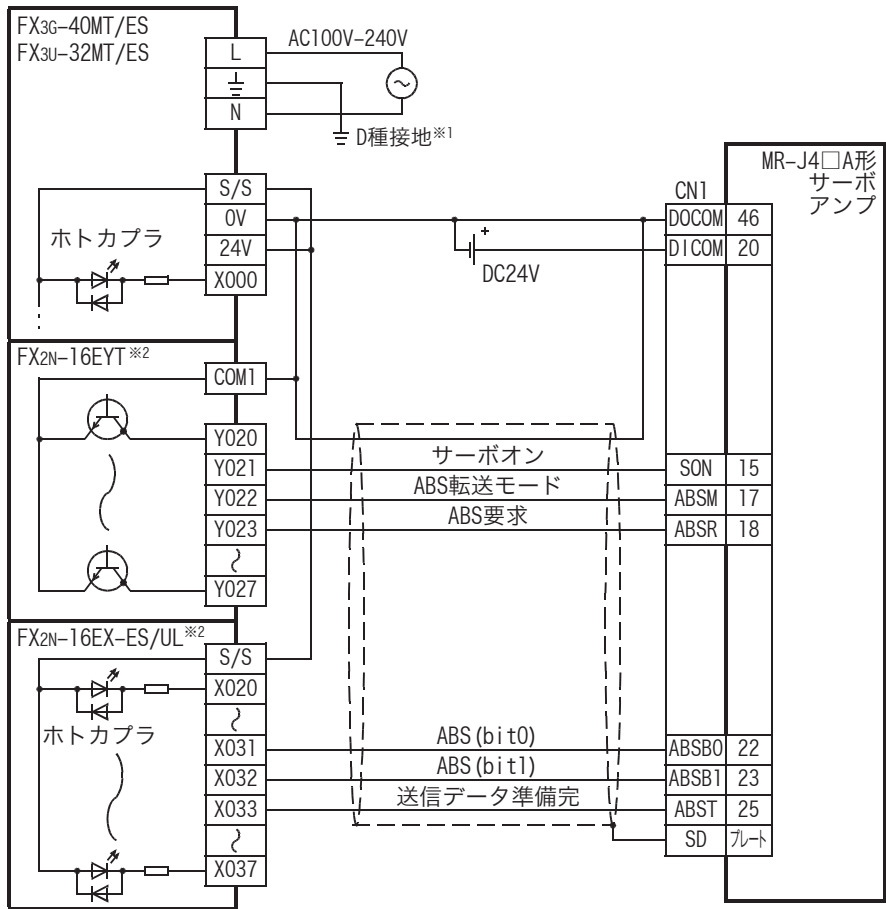 FX3G-40MT/ES
FX3U-32MT/ES
L
N
AC100V-240V
D種接地※1
S/S
0V
24V
X000
ホトカプラ
DC24V
CN1
MR-J4□A形
サーボ
アンプ
DOCOM 46
DICOM 20
FX2N-16EYT※2
COM1
Y020
Y021 サーボオン SON 15
Y022 ABS転送モード ABSM 17
Y023 ABS要求 ABSR 18
Y027
FX2N-16EX-ES/UL※2
S/S
X020
ホトカプラ
X031 ABS(bit0) ABSB0 22
X032 ABS(bit1) ABSB1 23
X033 送信データ準備完 ABST 25
SD プレート
X037